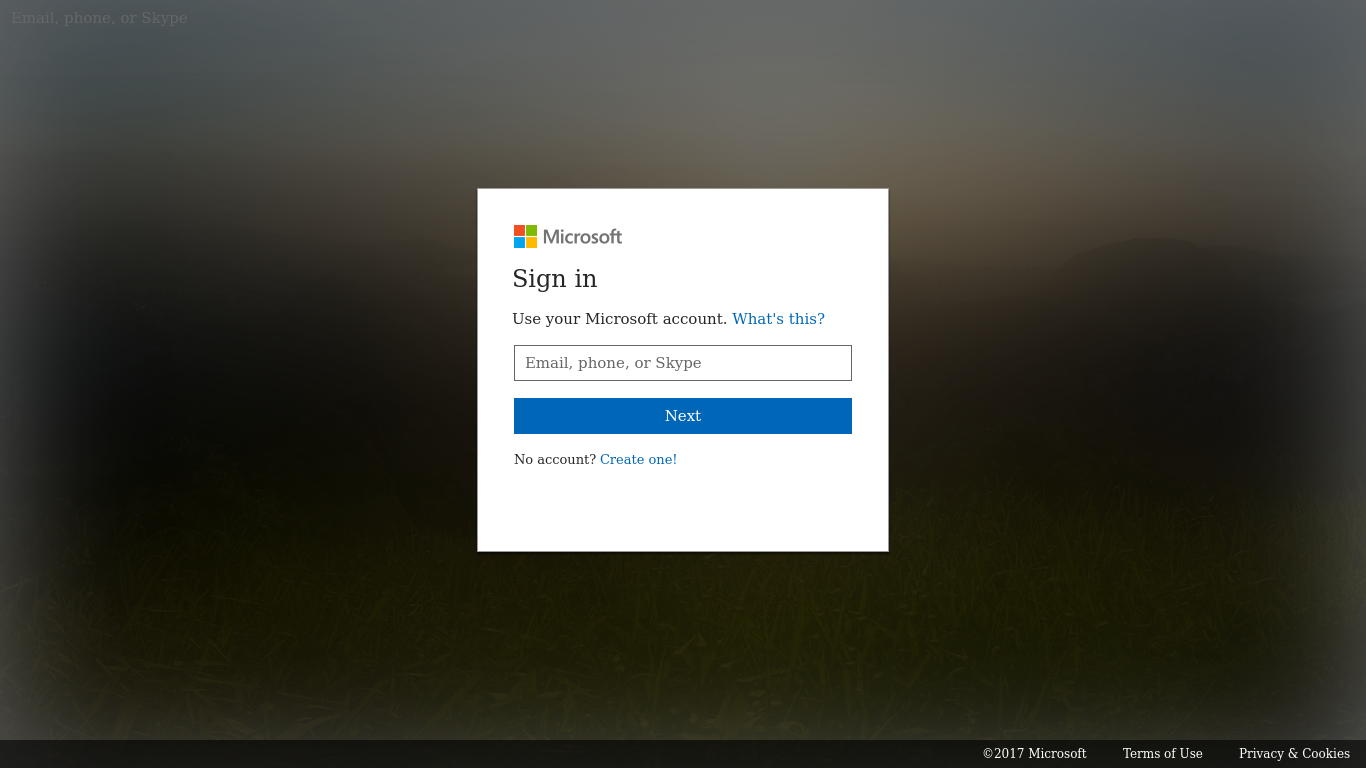 Email, phone, or Skype
Microsoft
Sign in
Use your Microsoft account. What's this?
Email, phone, or Skype
Next
No account? Create one!
©2017 Microsoft Terms of Use Privacy & Cookies